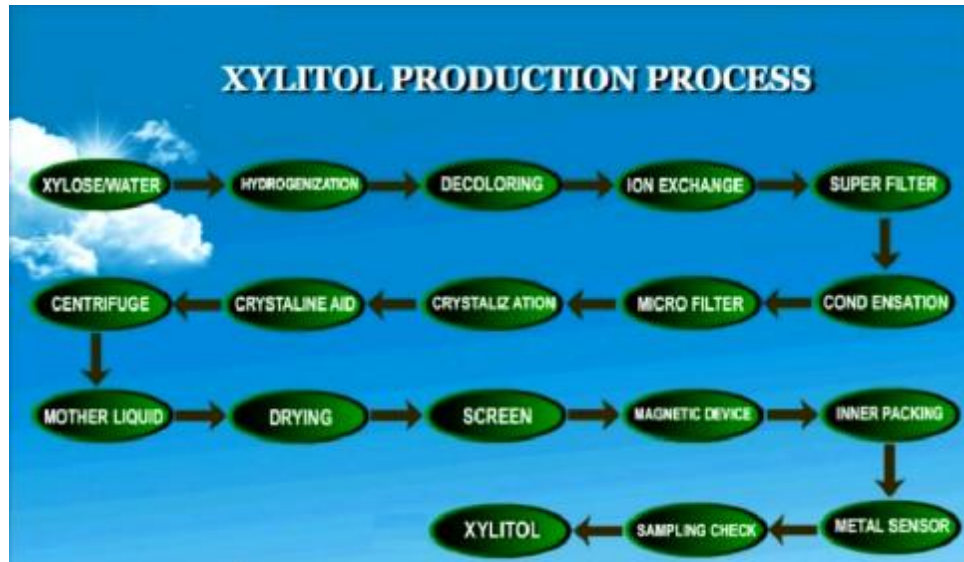 XYLITOL PRODUCTION PROCESS
XYLOSE/WATER
HYDROGENIZATION
DECOLORING
ION EXCHANGE
SUPER FILTER
COND ENSATION
MICRO FILTER
CRYSTALIZ ATION
CRYSTALINE AID
CENTRIFUGE
MOTHER LIQUID
DRYING
SCREEN
MAGNETIC DEVICE
INNER PACKING
METAL SENSOR
SAMPLING CHECK
XYLITOL